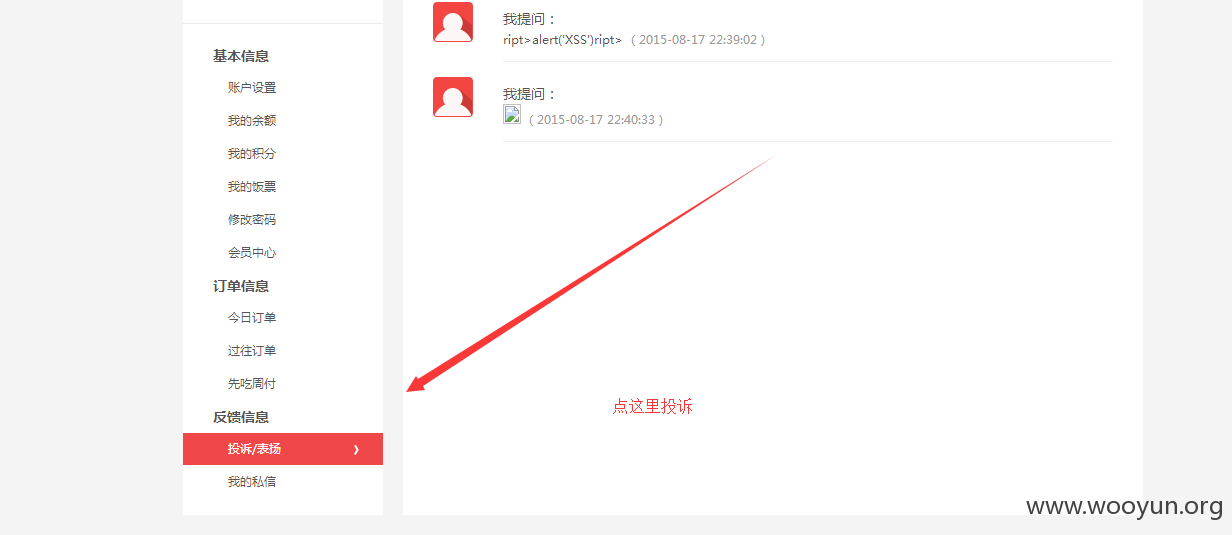 我提问：
ript>alert('XSS')ript> ( 2015-08-17 22:39:02 )
我提问：
( 2015-08-17 22:40:33 )
基本信息
账户设置
我的余额
我的积分
我的饭票
修改密码
会员中心
订单信息
今日订单
过往订单
先吃周付
反馈信息
投诉/表扬 ›
我的私信
点这里投诉
www.wooyun.org